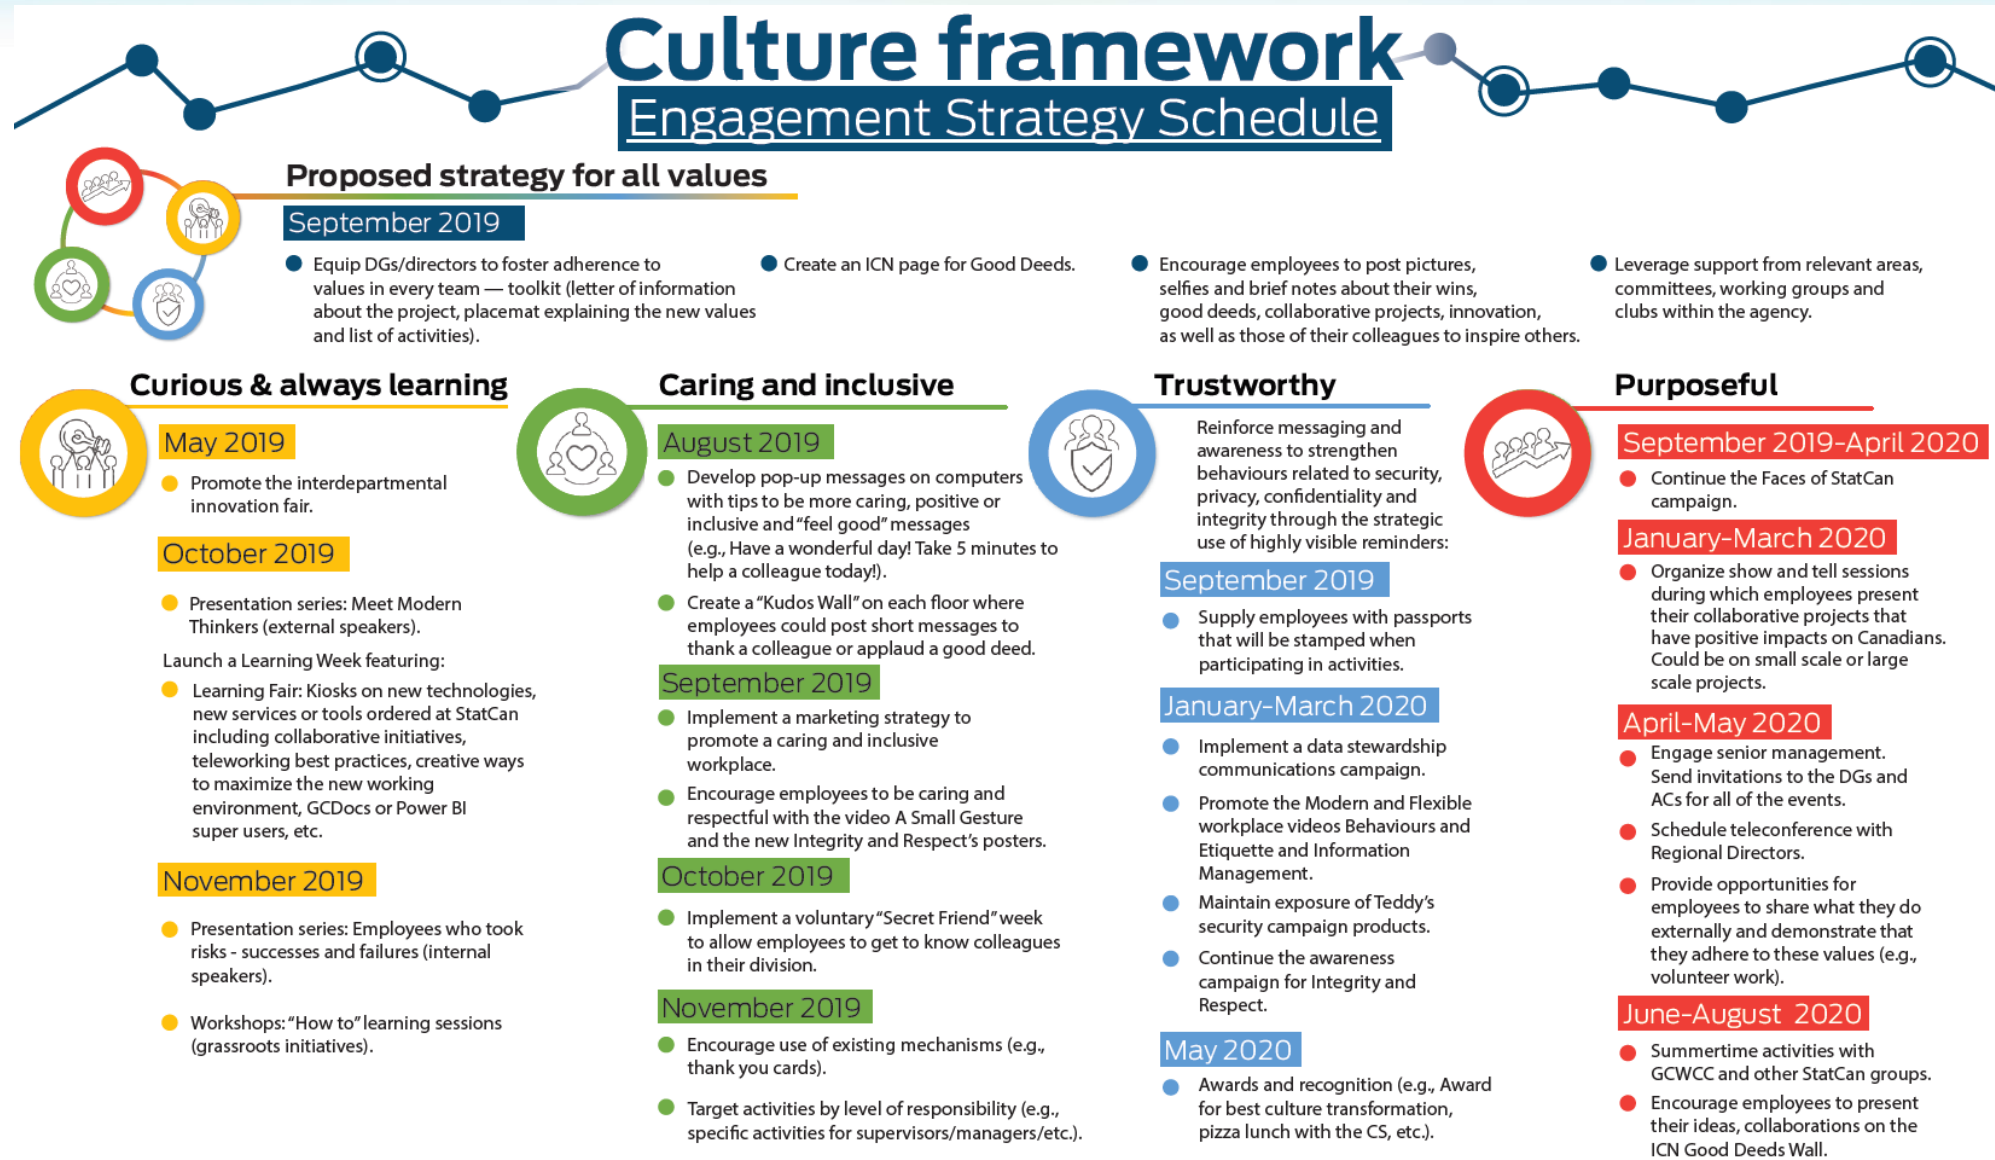 Culture framework
Engagement Strategy Schedule
Proposed strategy for all values
September 2019
Equip DGs/directors to foster adherence to
values in every team — toolkit (letter of information
about the project, placemat explaining the new values
and list of activities).
Create an ICN page for Good Deeds.
Encourage employees to post pictures,
selfies and brief notes about their wins,
good deeds, collaborative projects, innovation,
as well as those of their colleagues to inspire others.
Leverage support from relevant areas,
committees, working groups and
clubs within the agency.
Curious & always learning
May 2019
Promote the interdepartmental
innovation fair.
October 2019
Presentation series: Meet Modern
Thinkers (external speakers).
Launch a Learning Week featuring:
Learning Fair: Kiosks on new technologies,
new services or tools ordered at StatCan
including collaborative initiatives,
teleworking best practices, creative ways
to maximize the new working
environment, GCDocs or Power BI
super users, etc.
November 2019
Presentation series: Employees who took
risks - successes and failures (internal
speakers).
Workshops: “How to” learning sessions
(grassroots initiatives).
Caring and inclusive
August 2019
Develop pop-up messages on computers
with tips to be more caring, positive or
inclusive and “feel good” messages
(e.g., Have a wonderful day! Take 5 minutes to
help a colleague today!).
Create a “Kudos Wall” on each floor where
employees could post short messages to
thank a colleague or applaud a good deed.
September 2019
Implement a marketing strategy to
promote a caring and inclusive
workplace.
Encourage employees to be caring and
respectful with the video A Small Gesture
and the new Integrity and Respect’s posters.
October 2019
Implement a voluntary “Secret Friend” week
to allow employees to get to know colleagues
in their division.
November 2019
Encourage use of existing mechanisms (e.g.,
thank you cards).
Target activities by level of responsibility (e.g.,
specific activities for supervisors/managers/etc.).
Trustworthy
Reinforce messaging and
awareness to strengthen
behaviours related to security,
privacy, confidentiality and
integrity through the strategic
use of highly visible reminders:
September 2019
Supply employees with passports
that will be stamped when
participating in activities.
January-March 2020
Implement a data stewardship
communications campaign.
Promote the Modern and Flexible
workplace videos Behaviours and
Etiquette and Information
Management.
Maintain exposure of Teddy’s
security campaign products.
Continue the awareness
campaign for Integrity and
Respect.
May 2020
Awards and recognition (e.g., Award
for best culture transformation,
pizza lunch with the CS, etc.).
Purposeful
September 2019-April 2020
Continue the Faces of StatCan
campaign.
January-March 2020
Organize show and tell sessions
during which employees present
their collaborative projects that
have positive impacts on Canadians.
Could be on small scale or large
scale projects.
April-May 2020
Engage senior management.
Send invitations to the DGs and
ACs for all of the events.
Schedule teleconference with
Regional Directors.
Provide opportunities for
employees to share what they do
externally and demonstrate that
they adhere to these values (e.g.,
volunteer work).
June-August 2020
Summertime activities with
GCWCC and other StatCan groups.
Encourage employees to present
their ideas, collaborations on the
ICN Good Deeds Wall.